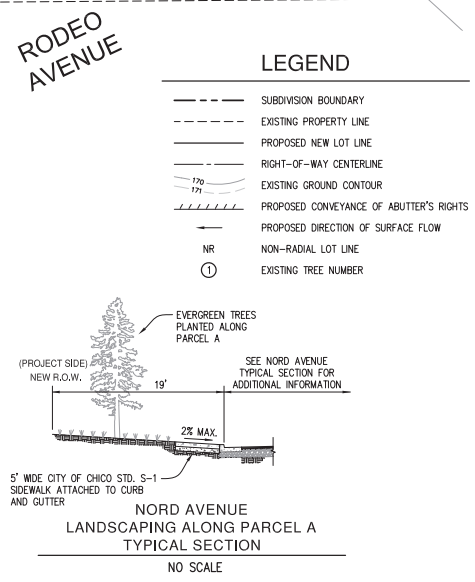 RODEO
AVENUE
LEGEND
SUBDIVISION BOUNDARY
EXISTING PROPERTY LINE
PROPOSED NEW LOT LINE
RIGHT-OF-WAY CENTERLINE
170
171
EXISTING GROUND CONTOUR
PROPOSED CONVEYANCE OF ABUTTER'S RIGHTS
PROPOSED DIRECTION OF SURFACE FLOW
NR NON-RADIAL LOT LINE
1 EXISTING TREE NUMBER
EVERGREEN TREES
PLANTED ALONG
PARCEL A
(PROJECT SIDE)
NEW R.O.W.
19'
SEE NORD AVENUE
TYPICAL SECTION FOR
ADDITIONAL INFORMATION
2% MAX.
5' WIDE CITY OF CHICO STD. S-1
SIDEWALK ATTACHED TO CURB
AND GUTTER
NORD AVENUE
LANDSCAPING ALONG PARCEL A
TYPICAL SECTION
NO SCALE